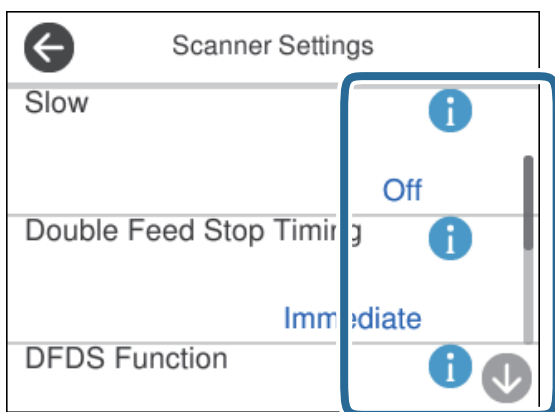 Scanner Settings
Slow
i
Off
Double Feed Stop Timing
i
Immediate
DFDS Function
i